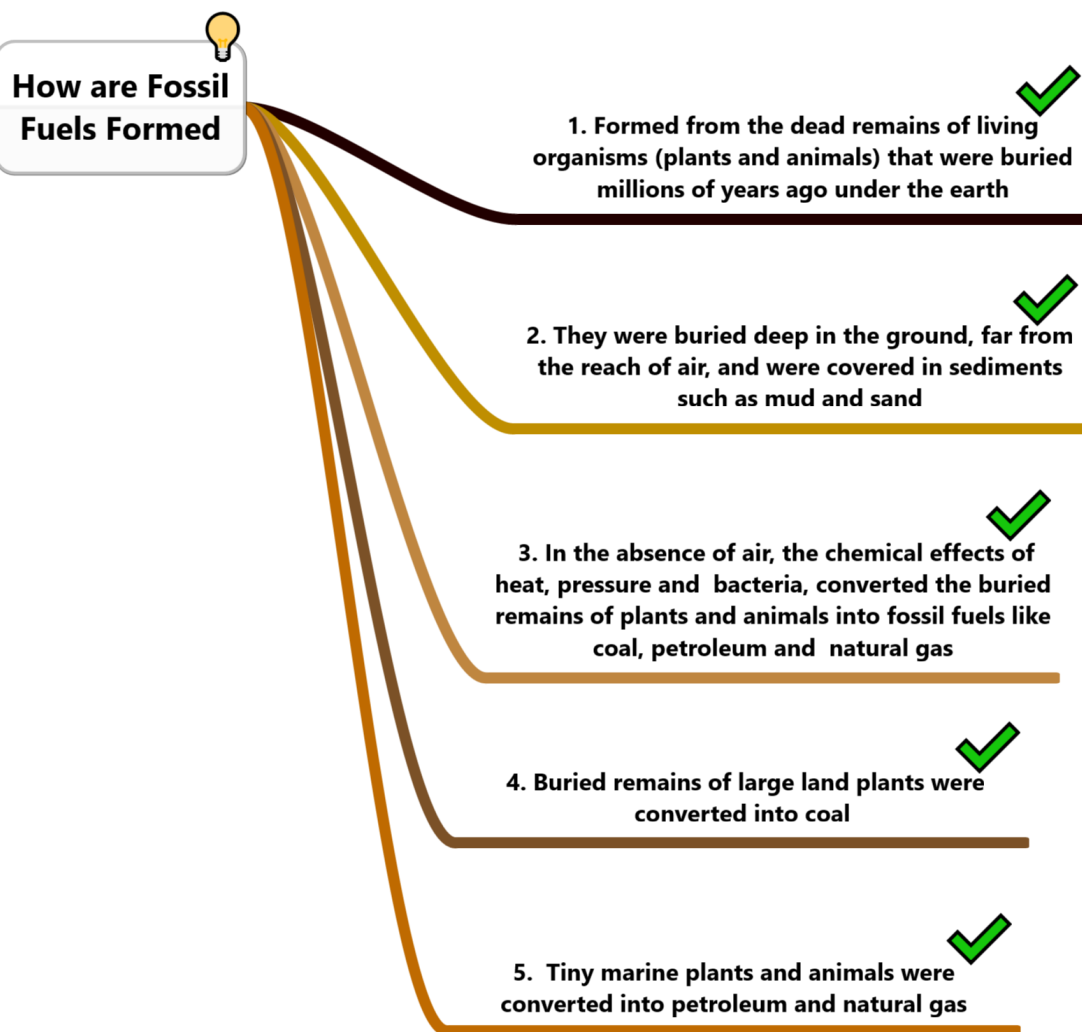 How are Fossil
Fuels Formed
1. Formed from the dead remains of living
organisms (plants and animals) that were buried
millions of years ago under the earth
2. They were buried deep in the ground, far from
the reach of air, and were covered in sediments
such as mud and sand
3. In the absence of air, the chemical effects of
heat, pressure and  bacteria, converted the buried
remains of plants and animals into fossil fuels like
coal, petroleum and  natural gas
4. Buried remains of large land plants were
converted into coal
5.  Tiny marine plants and animals were
converted into petroleum and natural gas